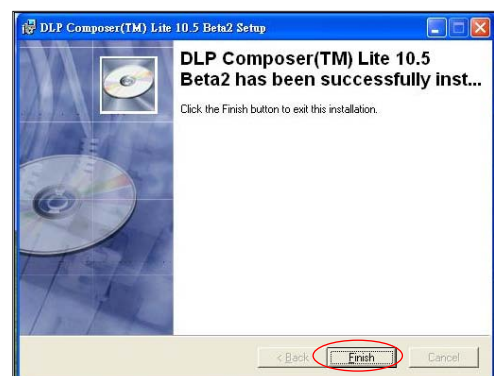 DLP Composer(TM) Lite 10.5 Beta2 Setup
DLP Composer(TM) Lite 10.5
Beta2 has been successfully inst...
Click the Finish button to exit this installation.
< Back Finish Cancel